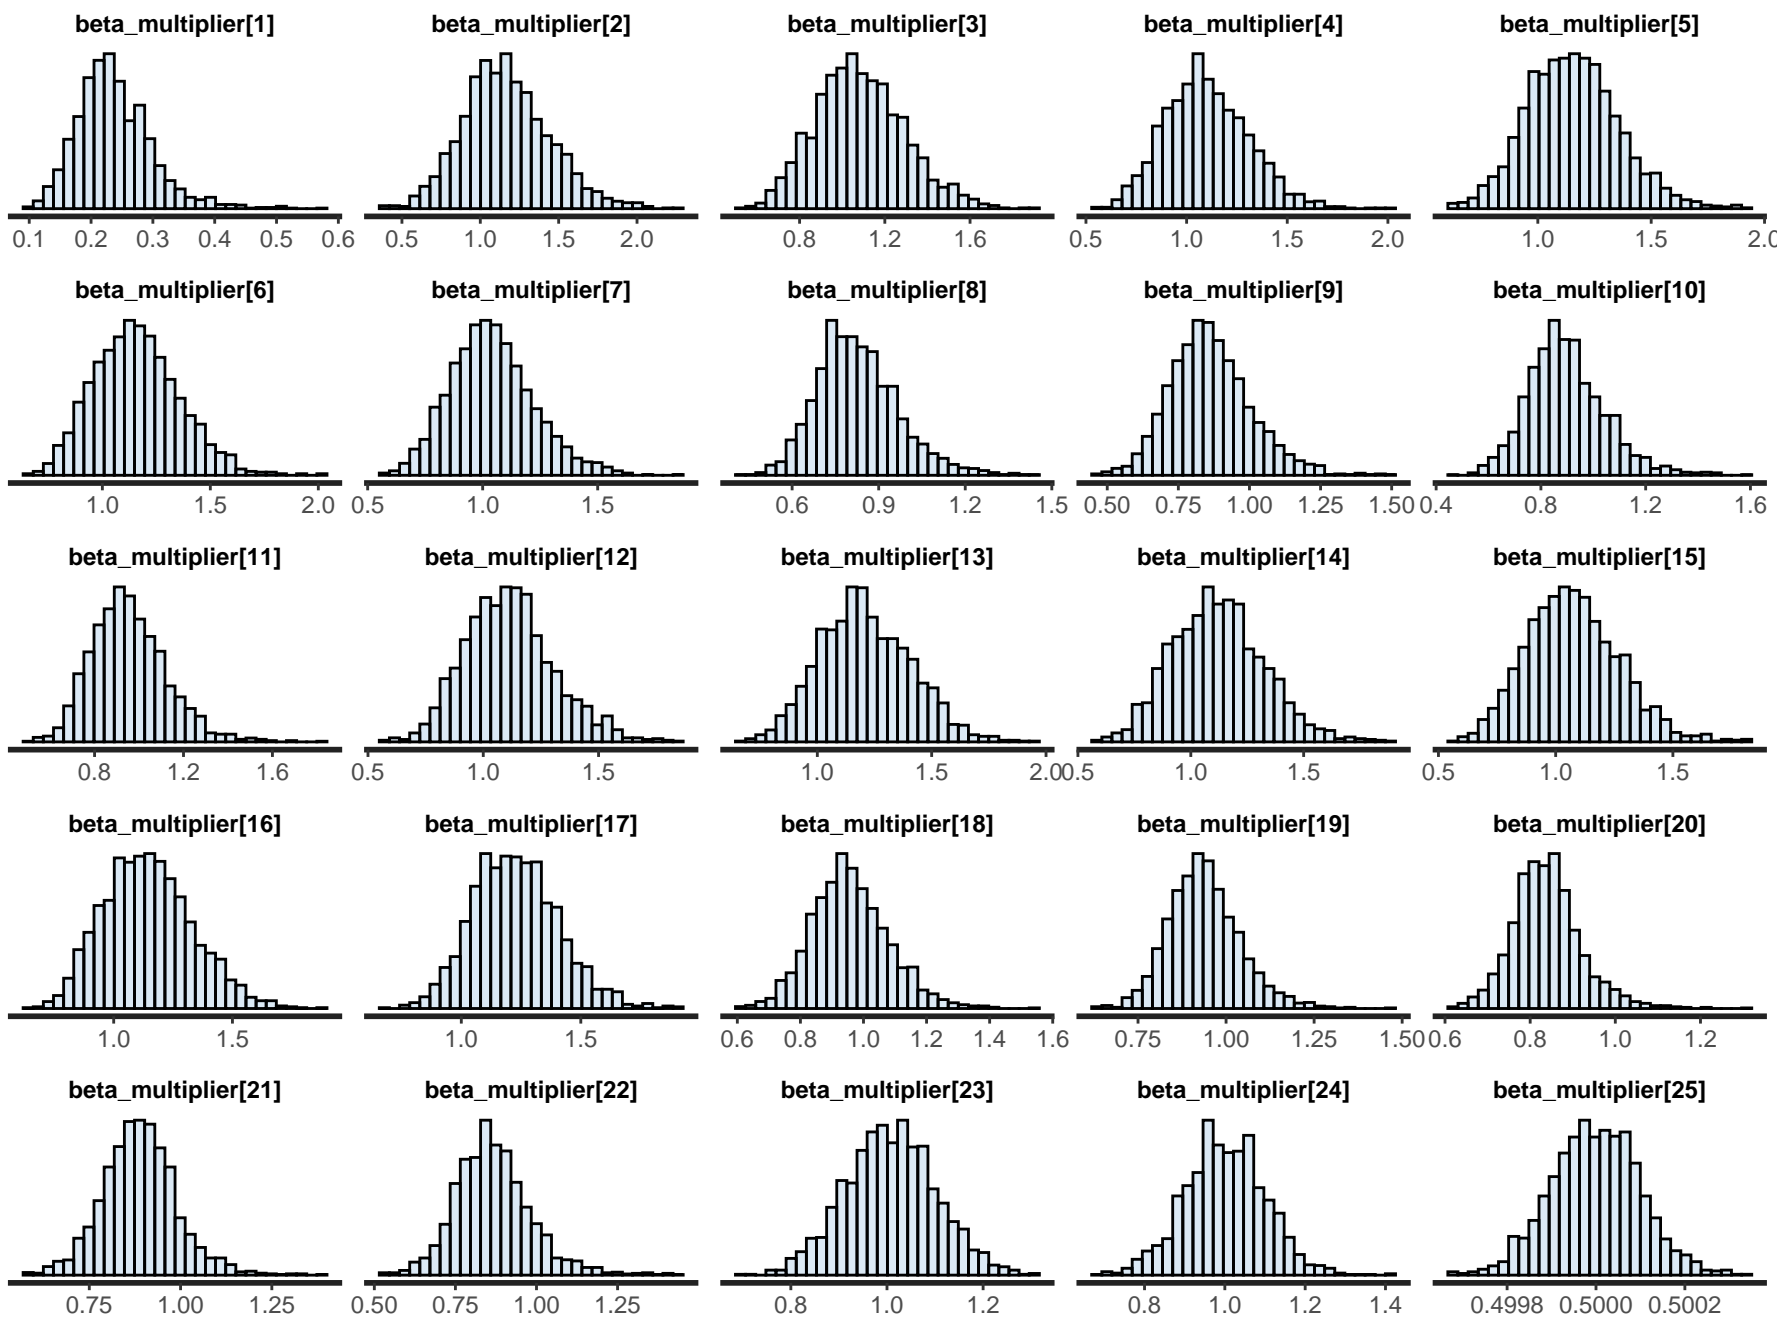 beta_multiplier[1] beta_multiplier[2] beta_multiplier[3] beta_multiplier[4] beta_multiplier[5]
0.1 0.2 0.3 0.4 0.5 0.6 0.5 1.0 1.5 2.0 0.8 1.2 1.6 0.5 1.0 1.5 2.0 1.0 1.5 2.0
beta_multiplier[6] beta_multiplier[7] beta_multiplier[8] beta_multiplier[9] beta_multiplier[10]
1.0 1.5 2.0 0.5 1.0 1.5 0.6 0.9 1.2 1.5 0.50 0.75 1.00 1.25 1.50 0.4 0.8 1.2 1.6
beta_multiplier[11] beta_multiplier[12] beta_multiplier[13] beta_multiplier[14] beta_multiplier[15]
0.8 1.2 1.6 0.5 1.0 1.5 1.0 1.5 2.0 0.5 1.0 1.5 0.5 1.0 1.5
beta_multiplier[16] beta_multiplier[17] beta_multiplier[18] beta_multiplier[19] beta_multiplier[20]
1.0 1.5 1.0 1.5 0.6 0.8 1.0 1.2 1.4 1.6 0.75 1.00 1.25 1.50 0.6 0.8 1.0 1.2
beta_multiplier[21] beta_multiplier[22] beta_multiplier[23] beta_multiplier[24] beta_multiplier[25]
0.75 1.00 1.25 0.50 0.75 1.00 1.25 0.8 1.0 1.2 0.8 1.0 1.2 1.4 0.4998 0.5000 0.5002